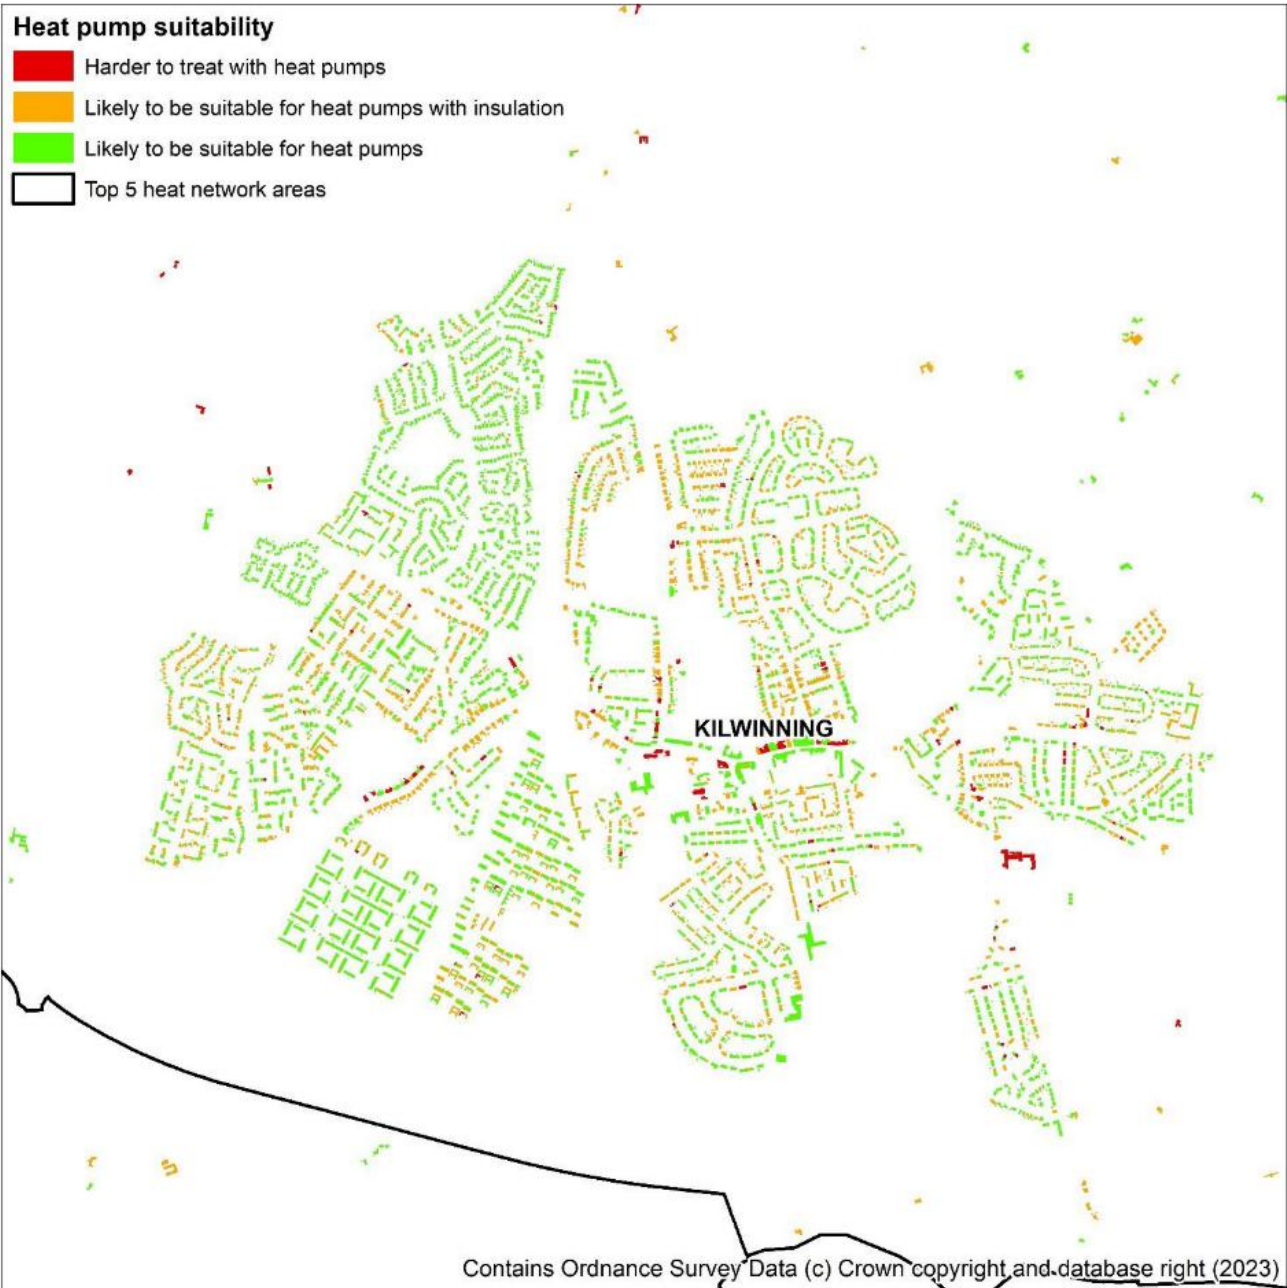 Heat pump suitability
Harder to treat with heat pumps
Likely to be suitable for heat pumps with insulation
Likely to be suitable for heat pumps
Top 5 heat network areas
KILWINNING
Contains Ordnance Survey Data (c) Crown copyright and database right (2023)